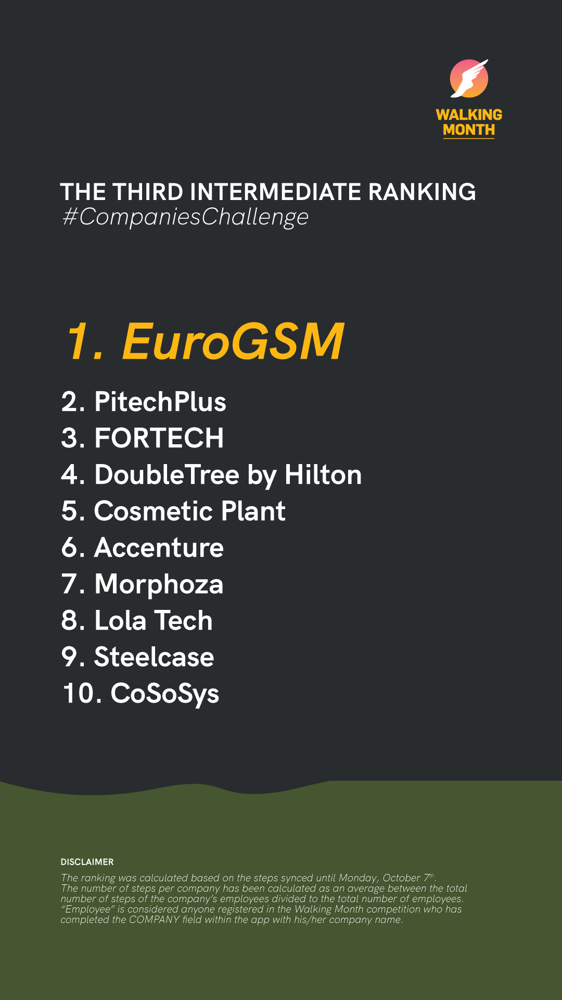 WALKING
MONTH
THE THIRD INTERMEDIATE RANKING
#CompaniesChallenge
1. EuroGSM
2. PitechPlus
3. FORTECH
4. DoubleTree by Hilton
5. Cosmetic Plant
6. Accenture
7. Morphoza
8. Lola Tech
9. Steelcase
10. CoSoSys
DISCLAIMER
The ranking was calculated based on the steps synced until Monday, October 7th.
The number of steps per company has been calculated as an average between the total
number of steps of the company’s employees divided to the total number of employees.
“Employee” is considered anyone registered in the Walking Month competition who has
completed the COMPANY field within the app with his/her company name.